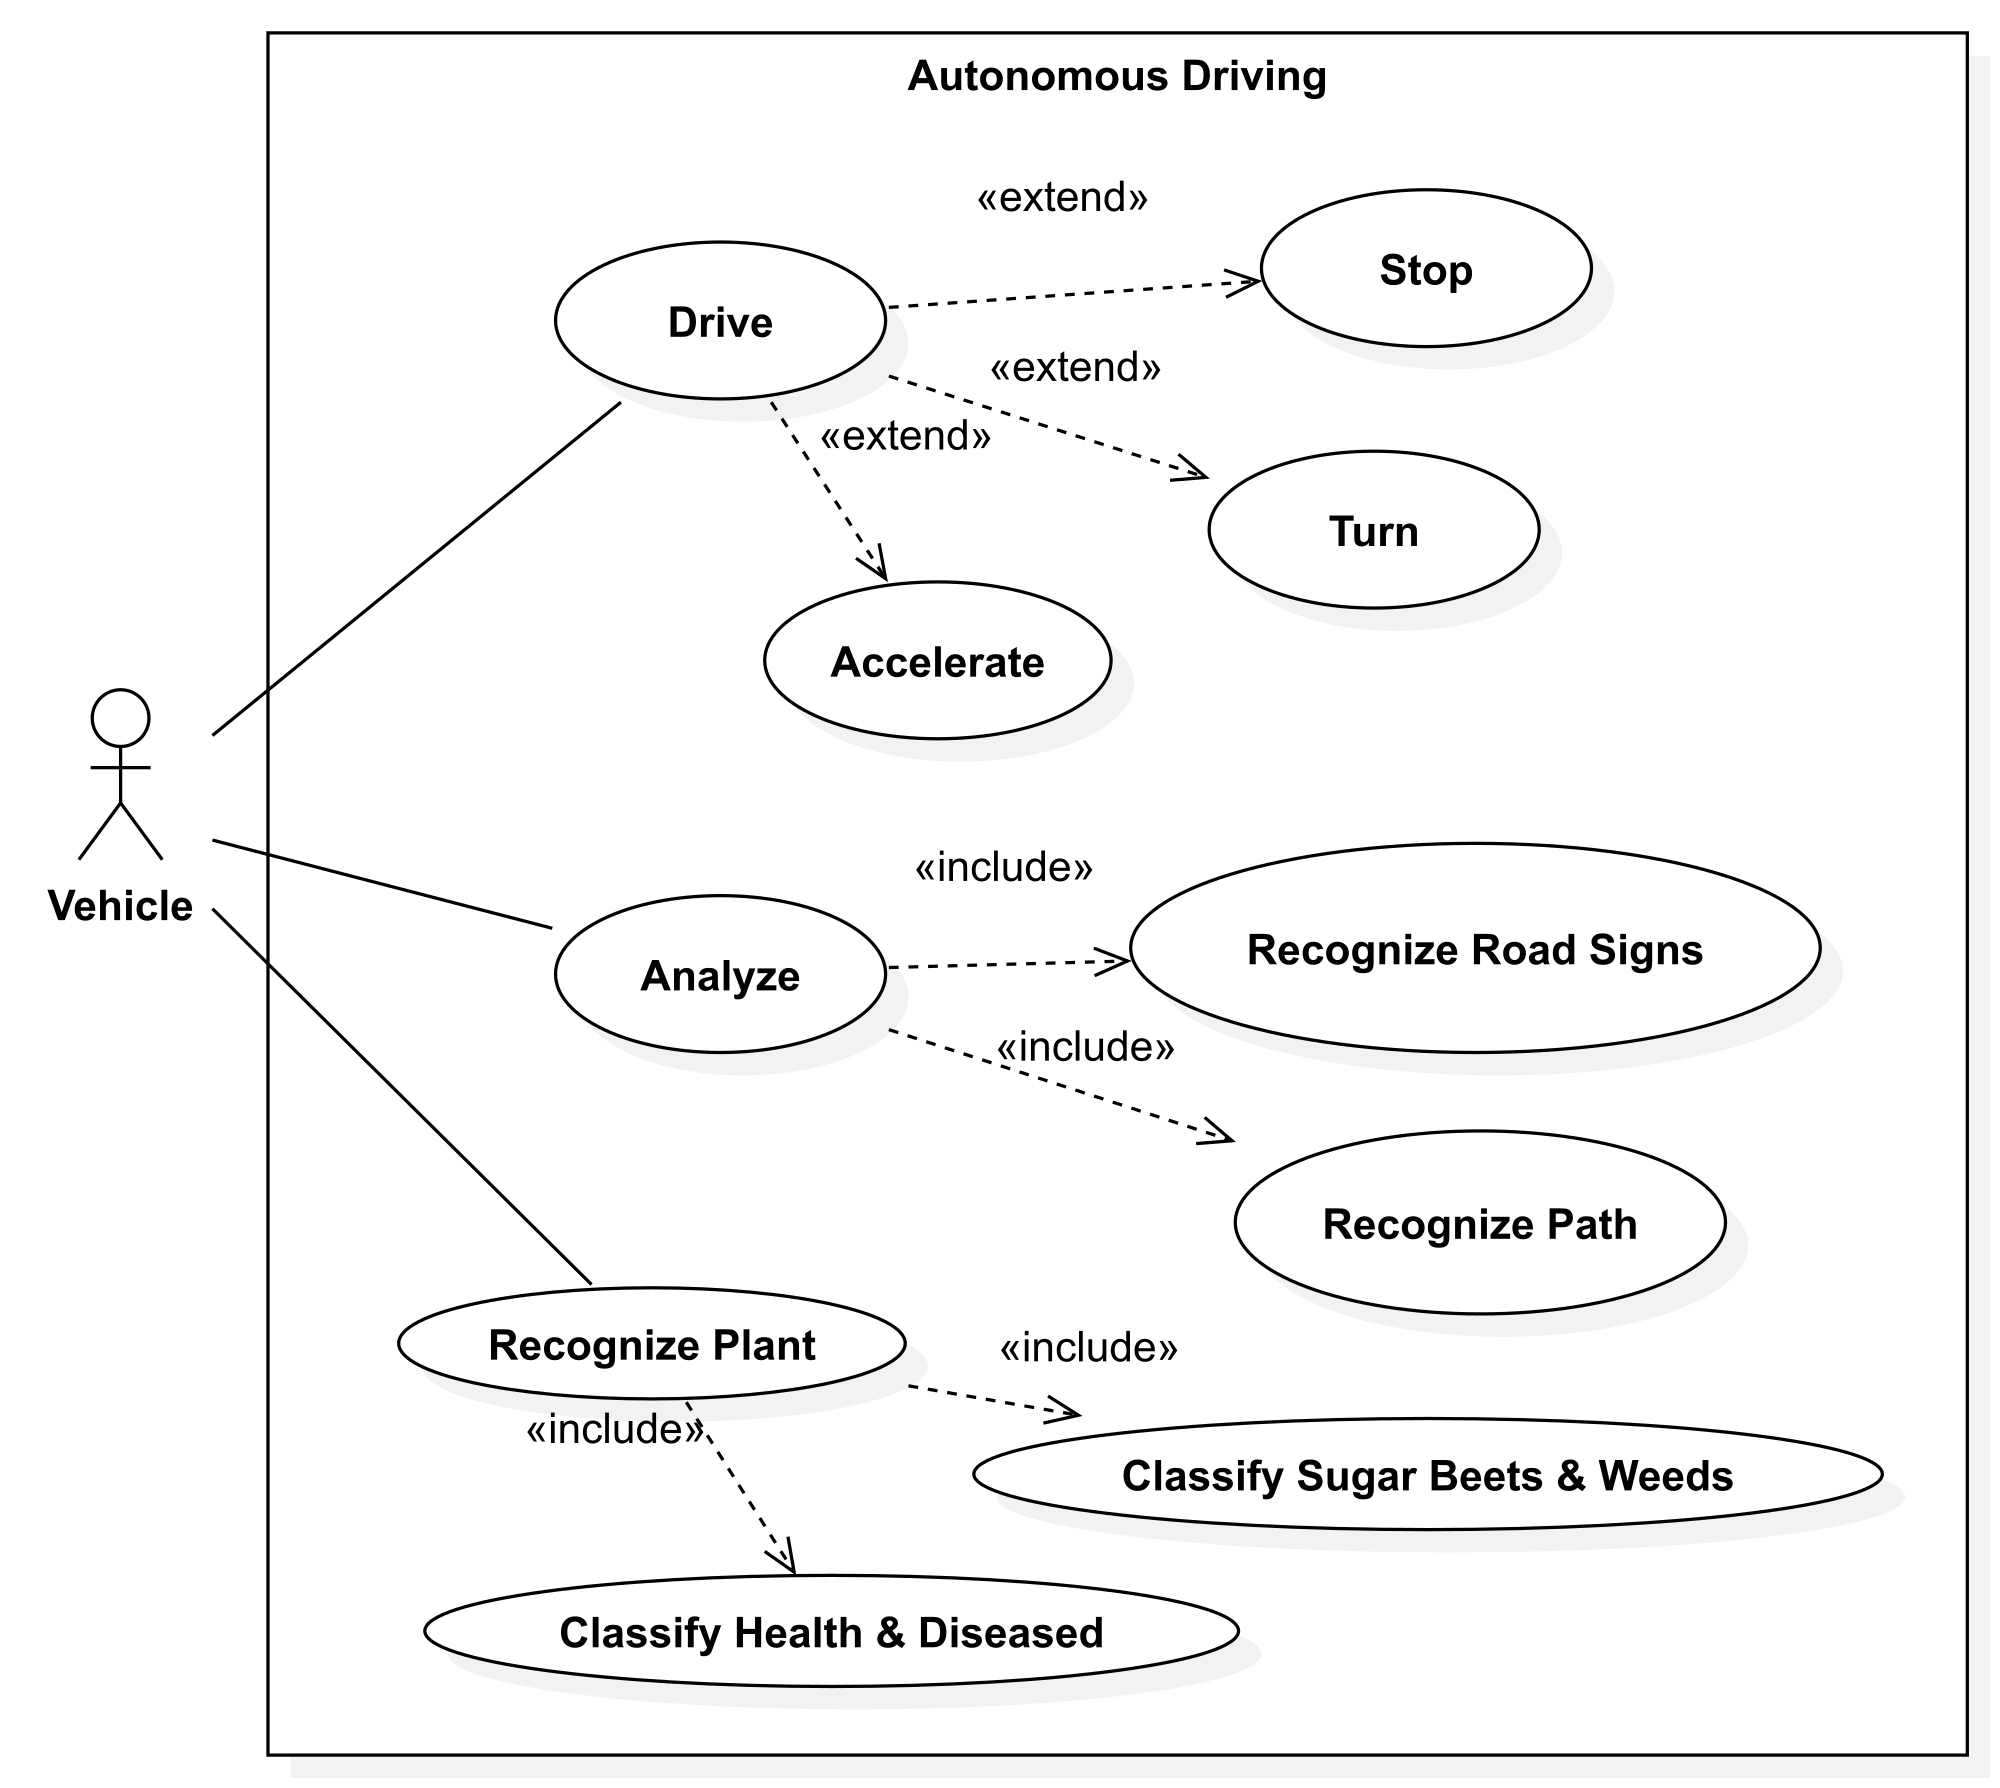 Autonomous Driving
«extend»
Stop
Drive
«extend»
«extend»
Turn
Accelerate
Vehicle
«include»
Recognize Road Signs
Analyze
«include»
Recognize Path
Recognize Plant
«include»
«include»
Classify Sugar Beets & Weeds
Classify Health & Diseased